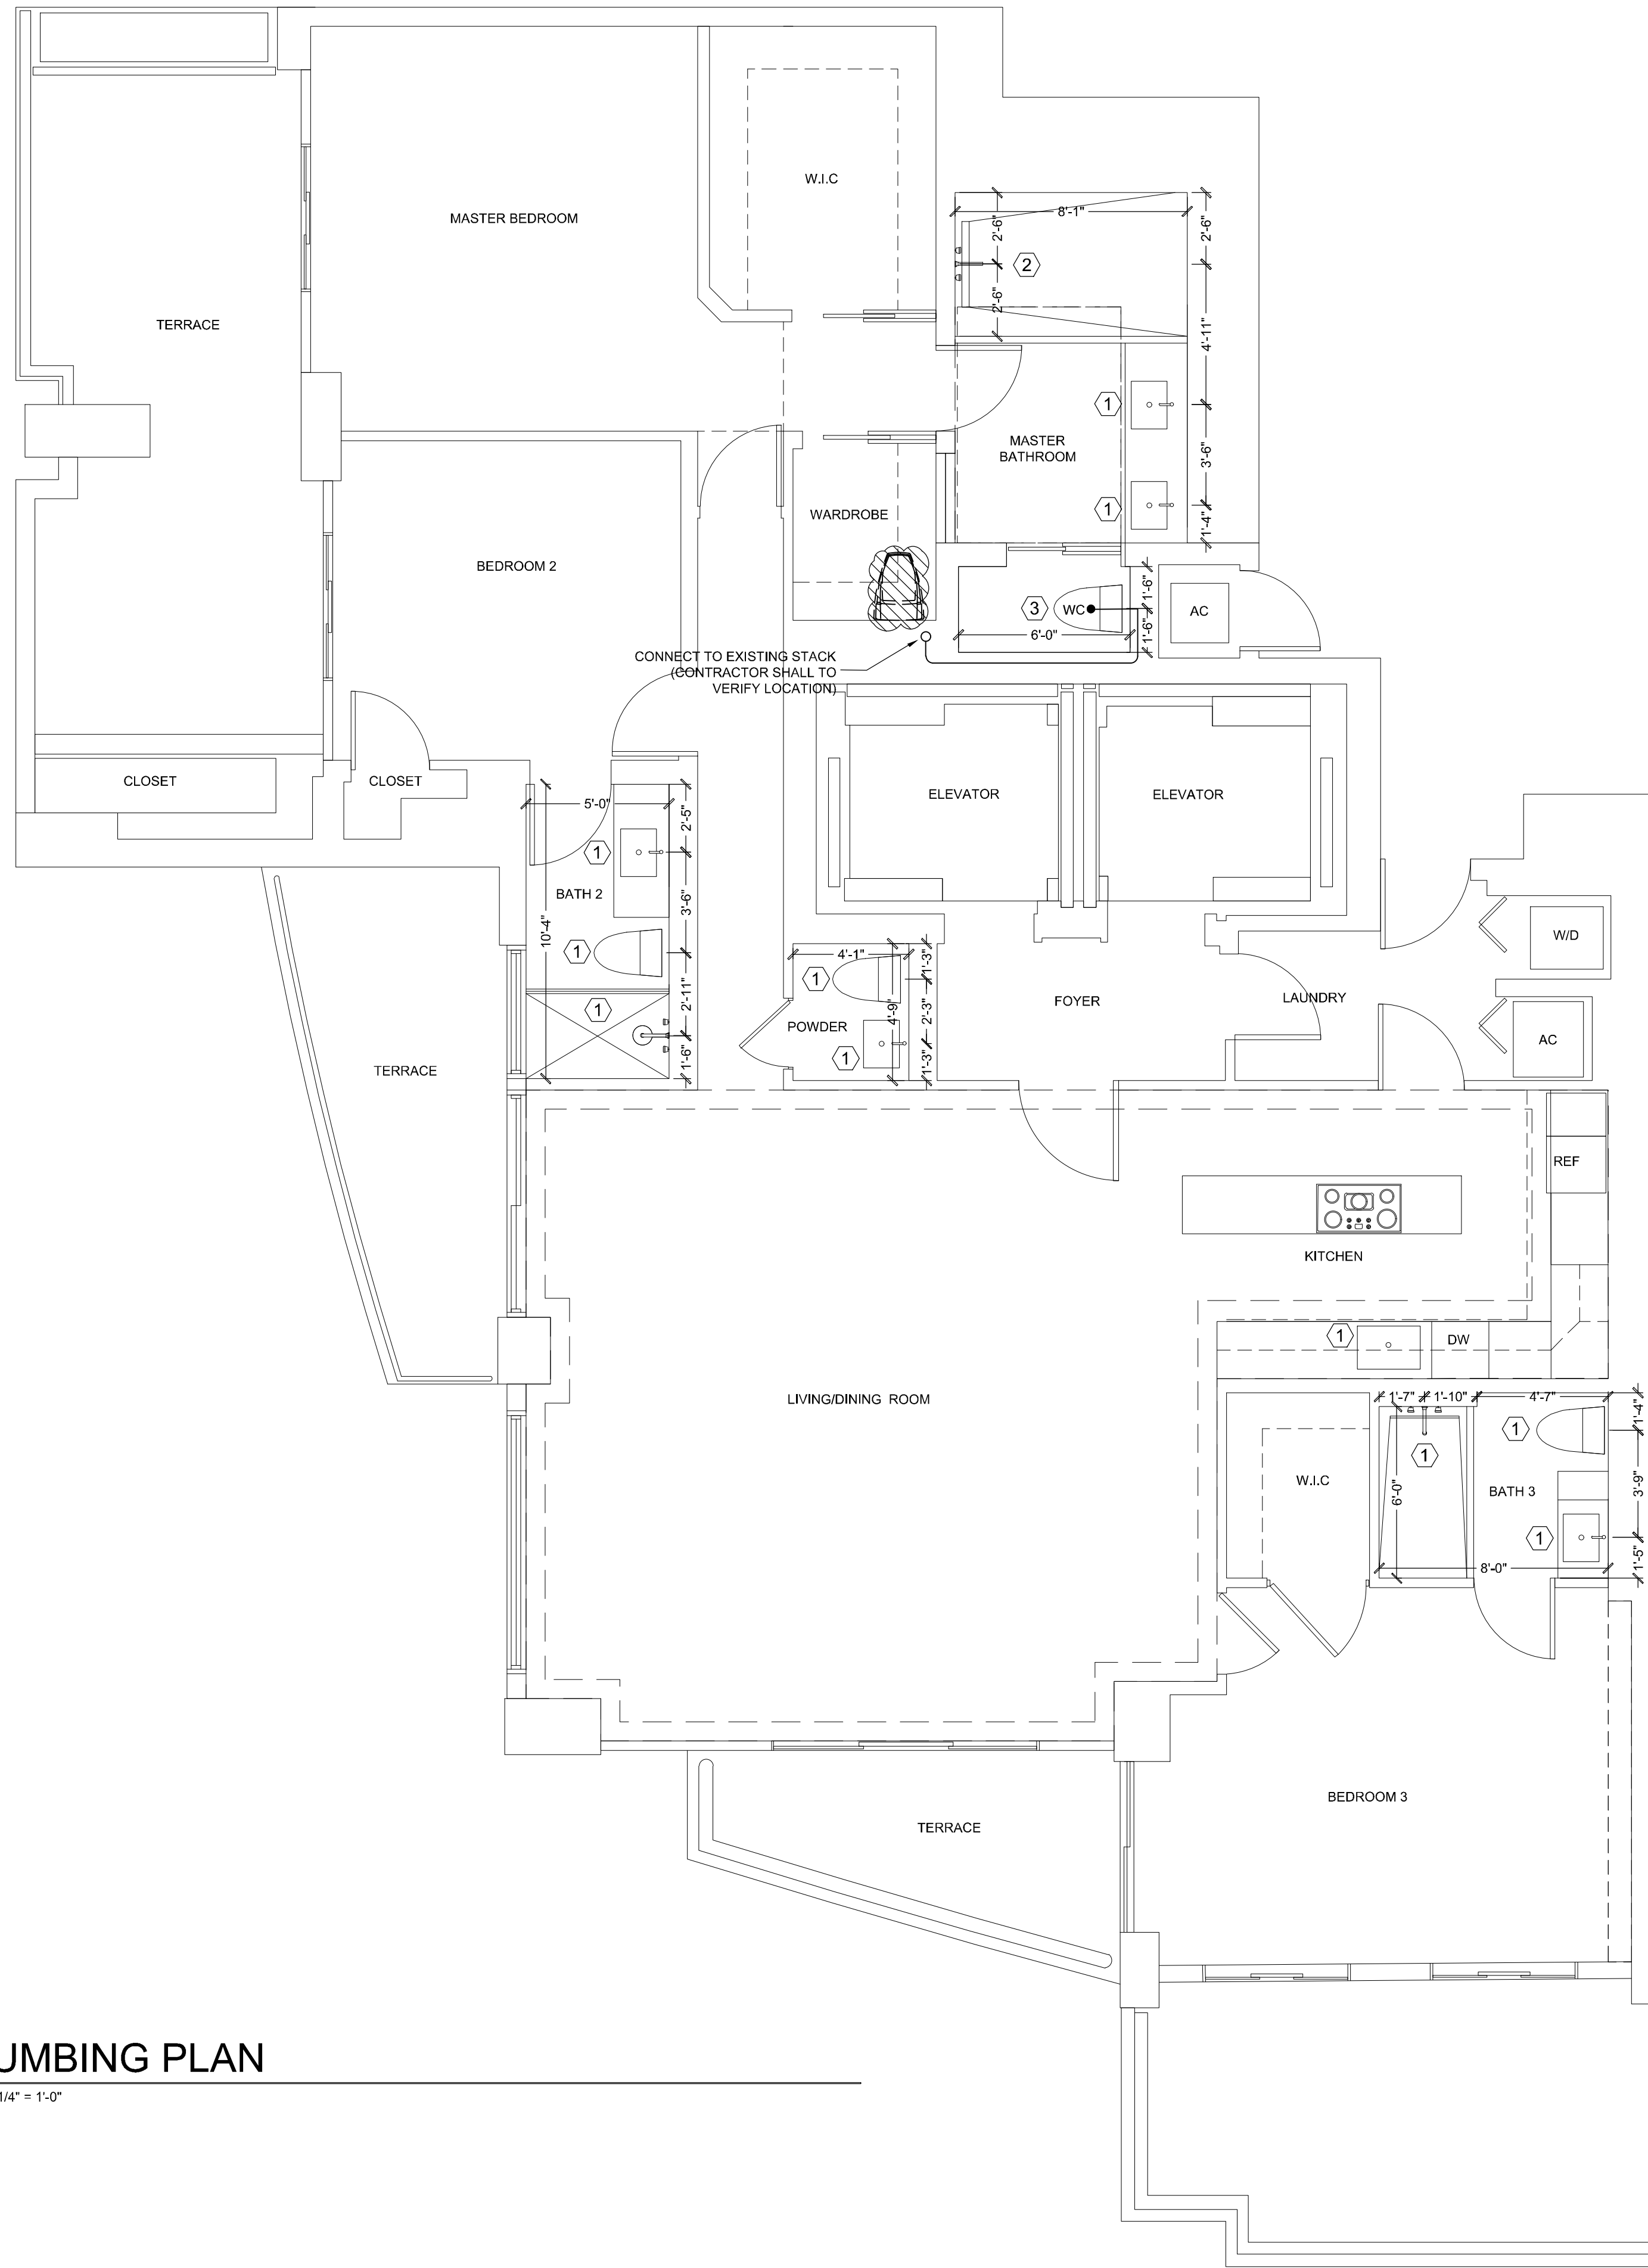 W.I.C
MASTER BEDROOM
8'-1"
2'-6"
2'-6"
2
2'-6"
TERRACE
4'-11"
1
MASTER
BATHROOM
3'-6"
1
WARDROBE
1'-4"
BEDROOM 2
1'-6"
3
WC
AC
6'-0"
1'-6"
CONNECT TO EXISTING STACK
(CONTRACTOR SHALL TO
VERIFY LOCATION)
CLOSET
CLOSET
ELEVATOR
ELEVATOR
5'-0"
2'-5"
1
BATH 2
3'-6"
10'-4"
1
W/D
4'-1"
1'-3"
1
2'-11"
1
4'-9"
2'-3"
FOYER
LAUNDRY
POWDER
1
1'-6"
1'-3"
AC
TERRACE
REF
KITCHEN
1
DW
LIVING/DINING ROOM
1'-7"
1'-10"
4'-7"
1'-4"
1
1
W.I.C
6'-0"
BATH 3
3'-9"
1
8'-0"
1'-5"
BEDROOM 3
TERRACE
UMBING PLAN
1/4" = 1'-0"